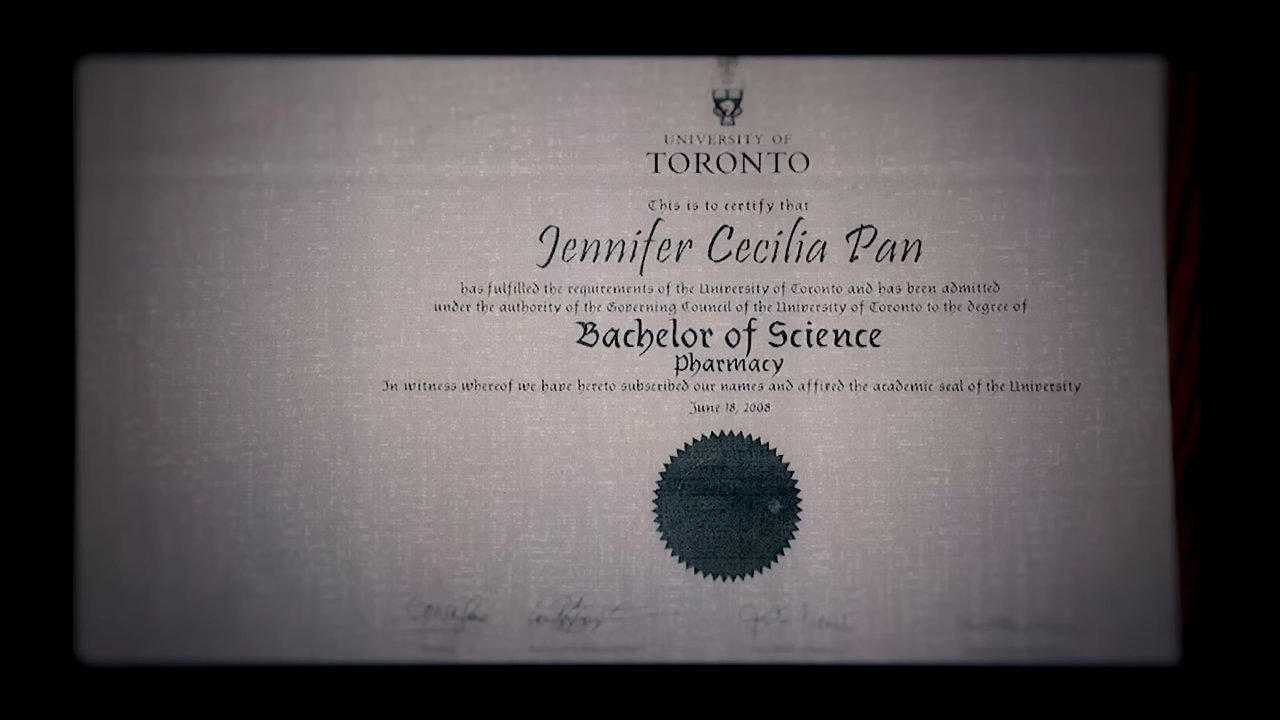 UNIVERSITY OF
TORONTO
This is to certify that
Jennifer Cecilia Pan
has fulfilled the requirements of the University of Toronto and has been admitted
under the authority of the Governing Council of the University of Toronto to the degree of
Bachelor of Science
Pharmacy
In witness whereof we have hereto subscribed our names and affixed the academic seal of the University
June 18, 2008